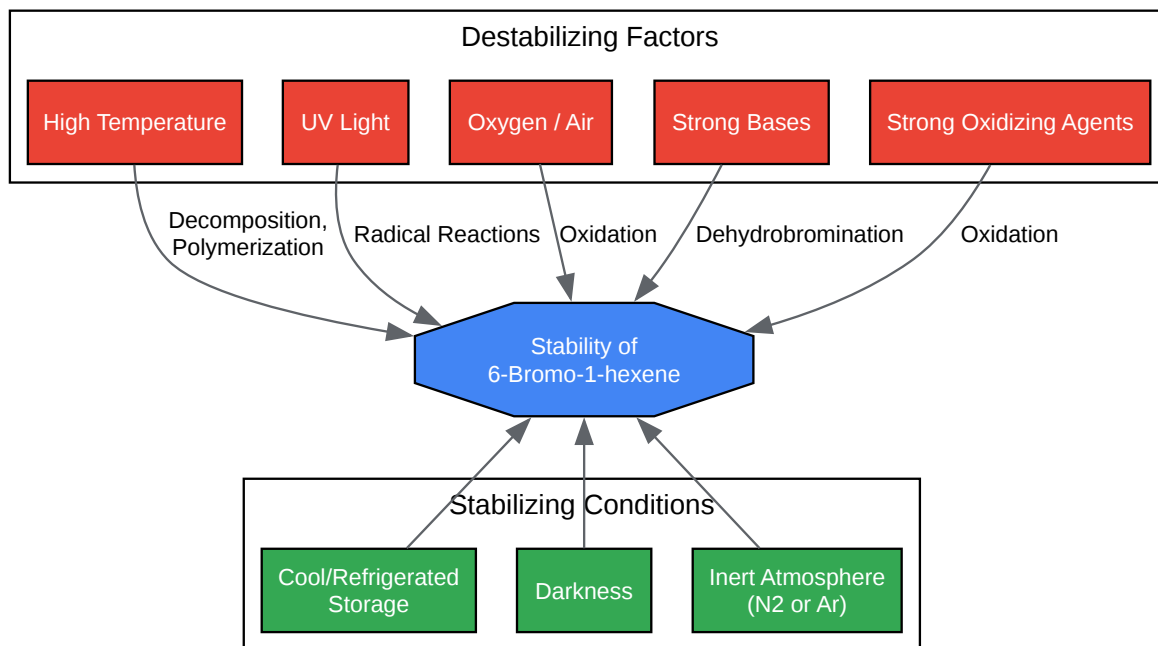 Destabilizing Factors
High Temperature
UV Light
Oxygen / Air
Strong Bases
Strong Oxidizing Agents
Decomposition,
Polymerization
Radical Reactions
Oxidation
Dehydrobromination
Oxidation
Stability of
6-Bromo-1-hexene
Stabilizing Conditions
Cool/Refrigerated
Storage
Darkness
Inert Atmosphere
(N2 or Ar)